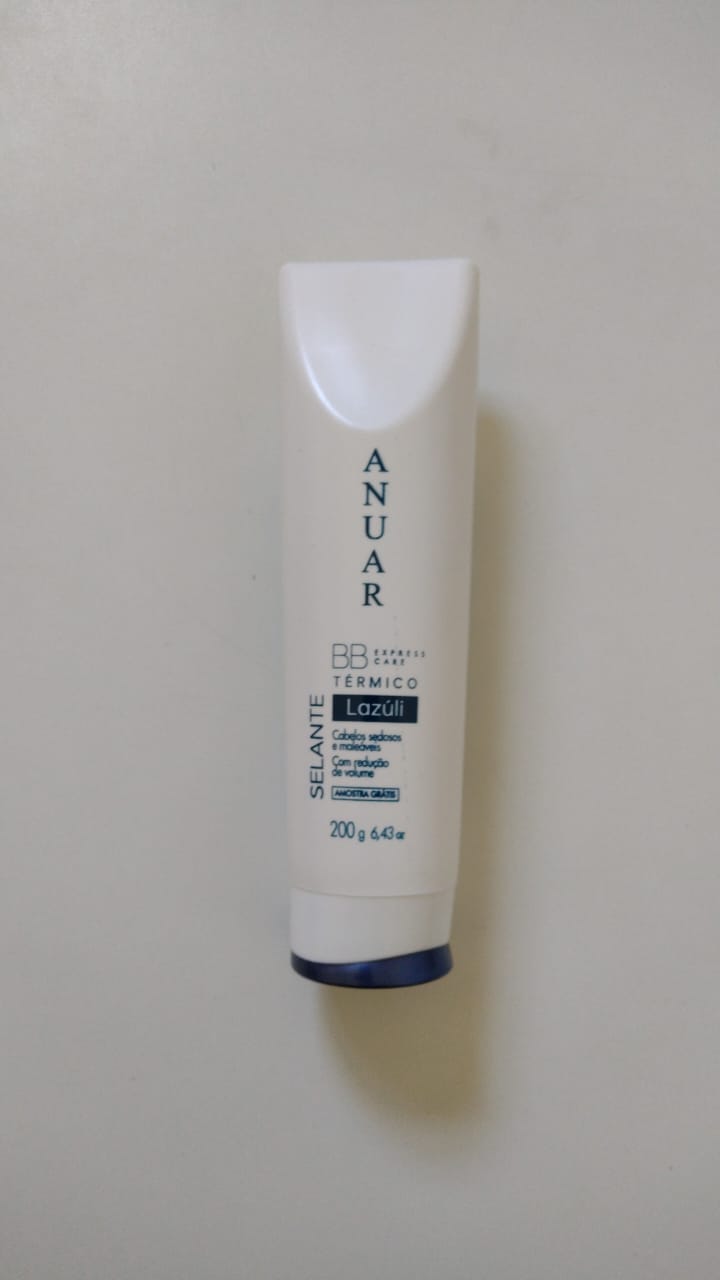 ANUAR
BB EXPRESS
CARE
TÉRMICO
Lazúli
SELANTE
Cabelos sedosos
e maleáveis
Com redução
de volume
AMOSTRA GRÁTIS
200 g 6,43 oz